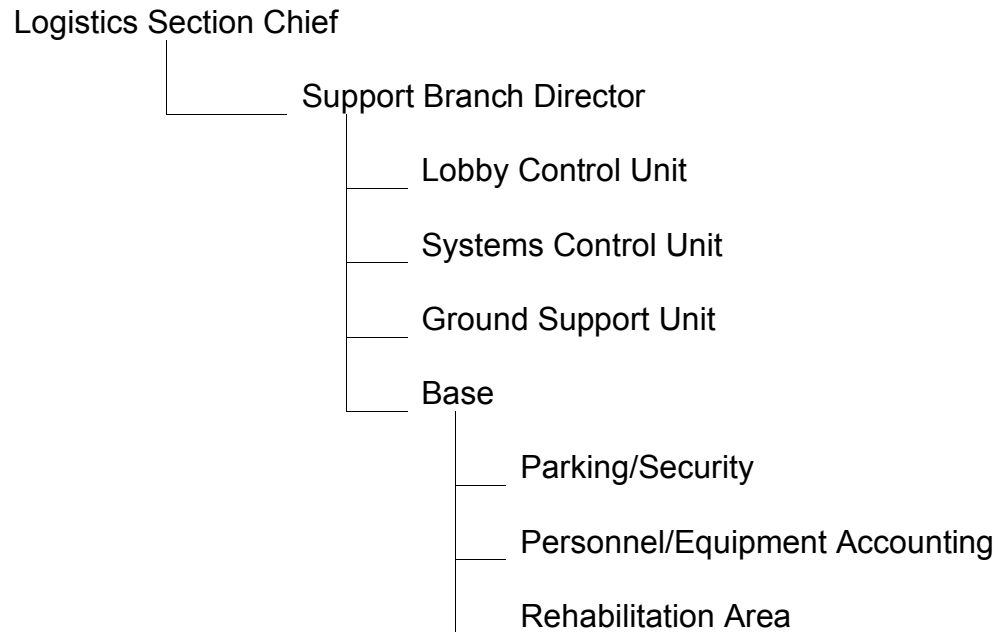 Logistics Section Chief
Support Branch Director
Lobby Control Unit
Systems Control Unit
Ground Support Unit
Base
Parking/Security
Personnel/Equipment Accounting
Rehabilitation Area